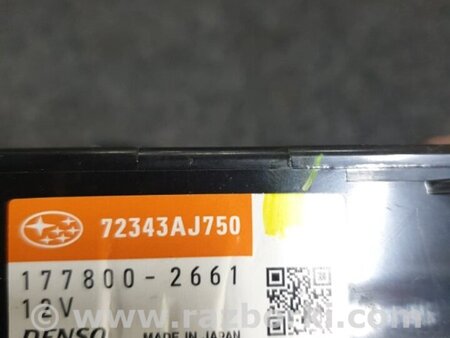 72343AJ750
177800-2661
12V
DENSO MADE IN JAPAN
www.razborki.com